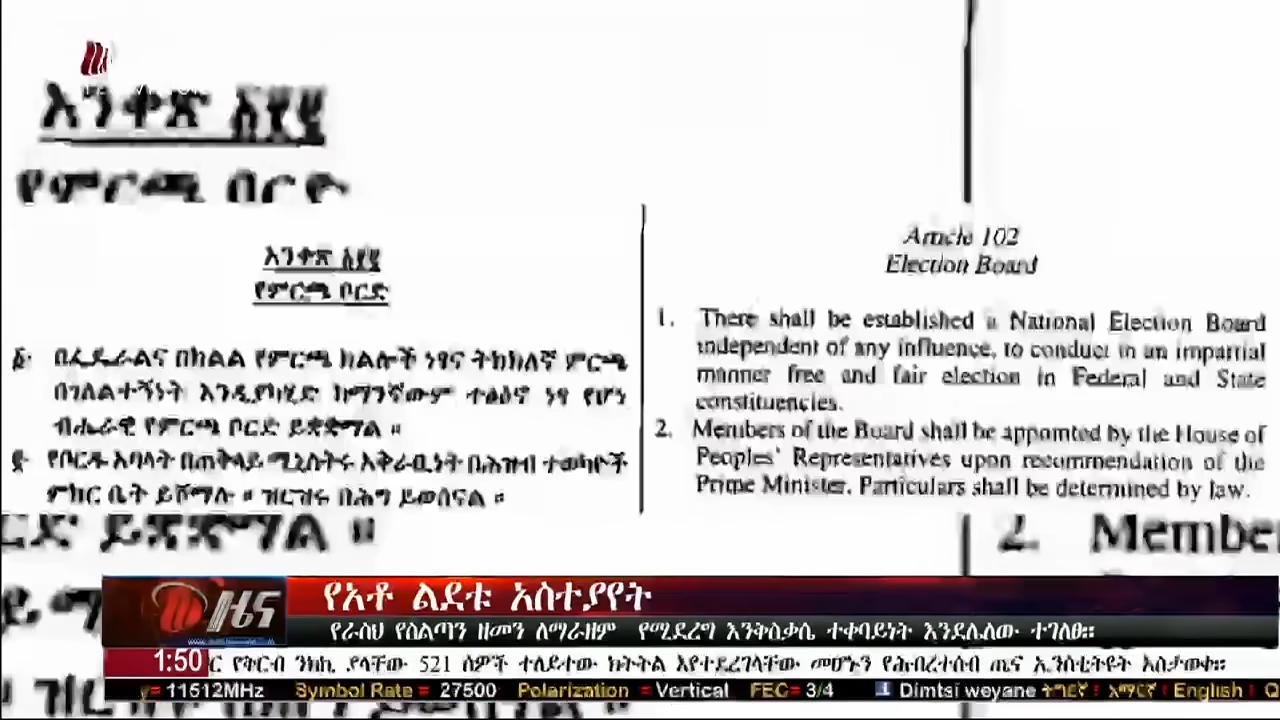 አንቀጽ ፩፻፪
የምርጫ ቦርድ
አንቀጽ ፩፻፪
የምርጫ ቦርድ
፩· በፌዴራልና በክልል የምርጫ ክልሎች ነፃና ትክክለኛ ምርጫ
በገለልተኝነት እንዲያካሂድ ከማንኛውም ተፅዕኖ ነፃ የሆነ
ብሔራዊ የምርጫ ቦርድ ይቋቋማል ።
፪· የቦርዱ አባላት በጠቅላይ ሚኒስትሩ አቅራቢነት በሕዝብ ተወካዮች
ምክር ቤት ይሾማሉ ። ዝርዝሩ በሕግ ይወሰናል ።
Article 102
Election Board
1. There shall be established a National Election Board
independent of any influence, to conduct in an impartial
manner free and fair election in Federal and State
constituencies.
2. Members of the Board shall be appointed by the House of
Peoples' Representatives upon recommendation of the
Prime Minister. Particulars shall be determined by law.
ርድ ይቋቋማል ።
2. Member
ዜና
የአቶ ልደቱ አስተያየት
የራስህ የስልጣን ዘመን ለማራዘም የማደረግ እንቅስቃሴ ተቀባይነት እንደሌለው ተገለፀ።
1:50 ር የቅርብ ንክኪ ያላቸው 521 ሰዎች ተለይተው ክትትል እየተደረገላቸው መሆኑን የሕብረተሰብ ጤና ኢንስቲትዩት አስታወቀ።
y= 11512MHz Symbol Rate = 27500 Polarization = Vertical FEC= 3/4 Dimtsi weyane ትግርኛ ፣ አማርኛ ፣ English ፣ O